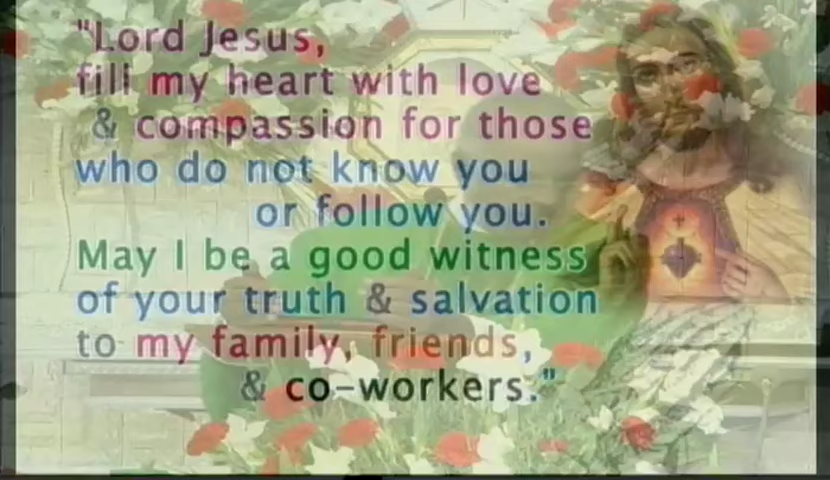 "Lord Jesus,
fill my heart with love
& compassion for those
who do not know you
or follow you.
May I be a good witness
of your truth & salvation
to my family, friends,
& co-workers."